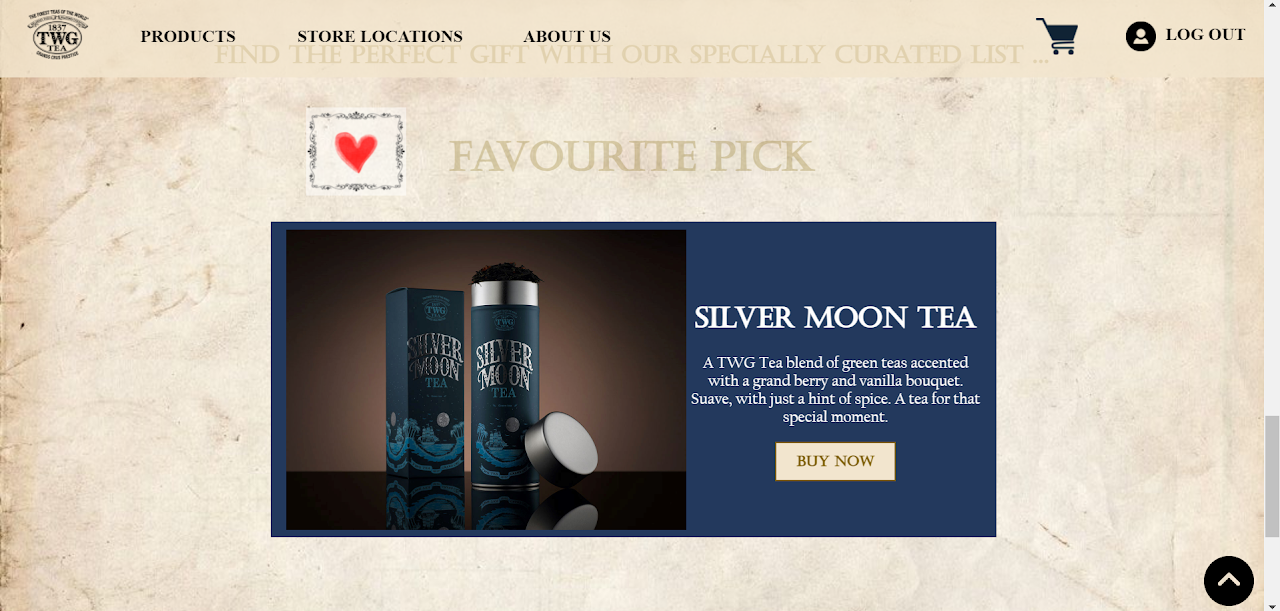 THE FINEST TEAS OF THE WORLD
1837
TWG
TEA
GRANDS CRUS PRESTIGE
PRODUCTS
STORE LOCATIONS
ABOUT US
LOG OUT
FIND THE PERFECT GIFT WITH OUR SPECIALLY CURATED LIST ...
FAVOURITE PICK
TWG
SILVER
MOON
TEA
TWG
SILVER
MOON
TEA
SILVER MOON TEA
A TWG Tea blend of green teas accented
with a grand berry and vanilla bouquet.
Suave, with just a hint of spice. A tea for that
special moment.
BUY NOW